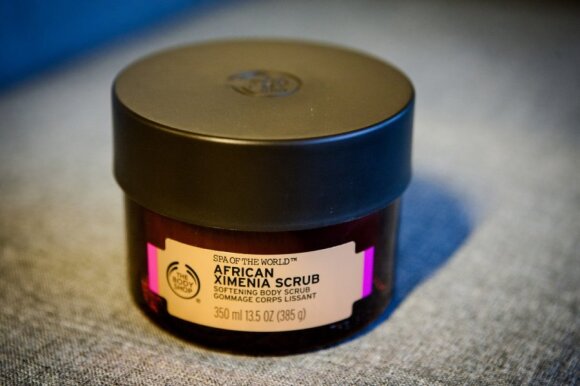 SPA OF THE WORLD™
AFRICAN
XIMENIA SCRUB
SOFTENING BODY SCRUB
GOMMAGE CORPS LISSANT
350 ml 13.5 OZ (385 g)
THE
BODY
SHOP
®